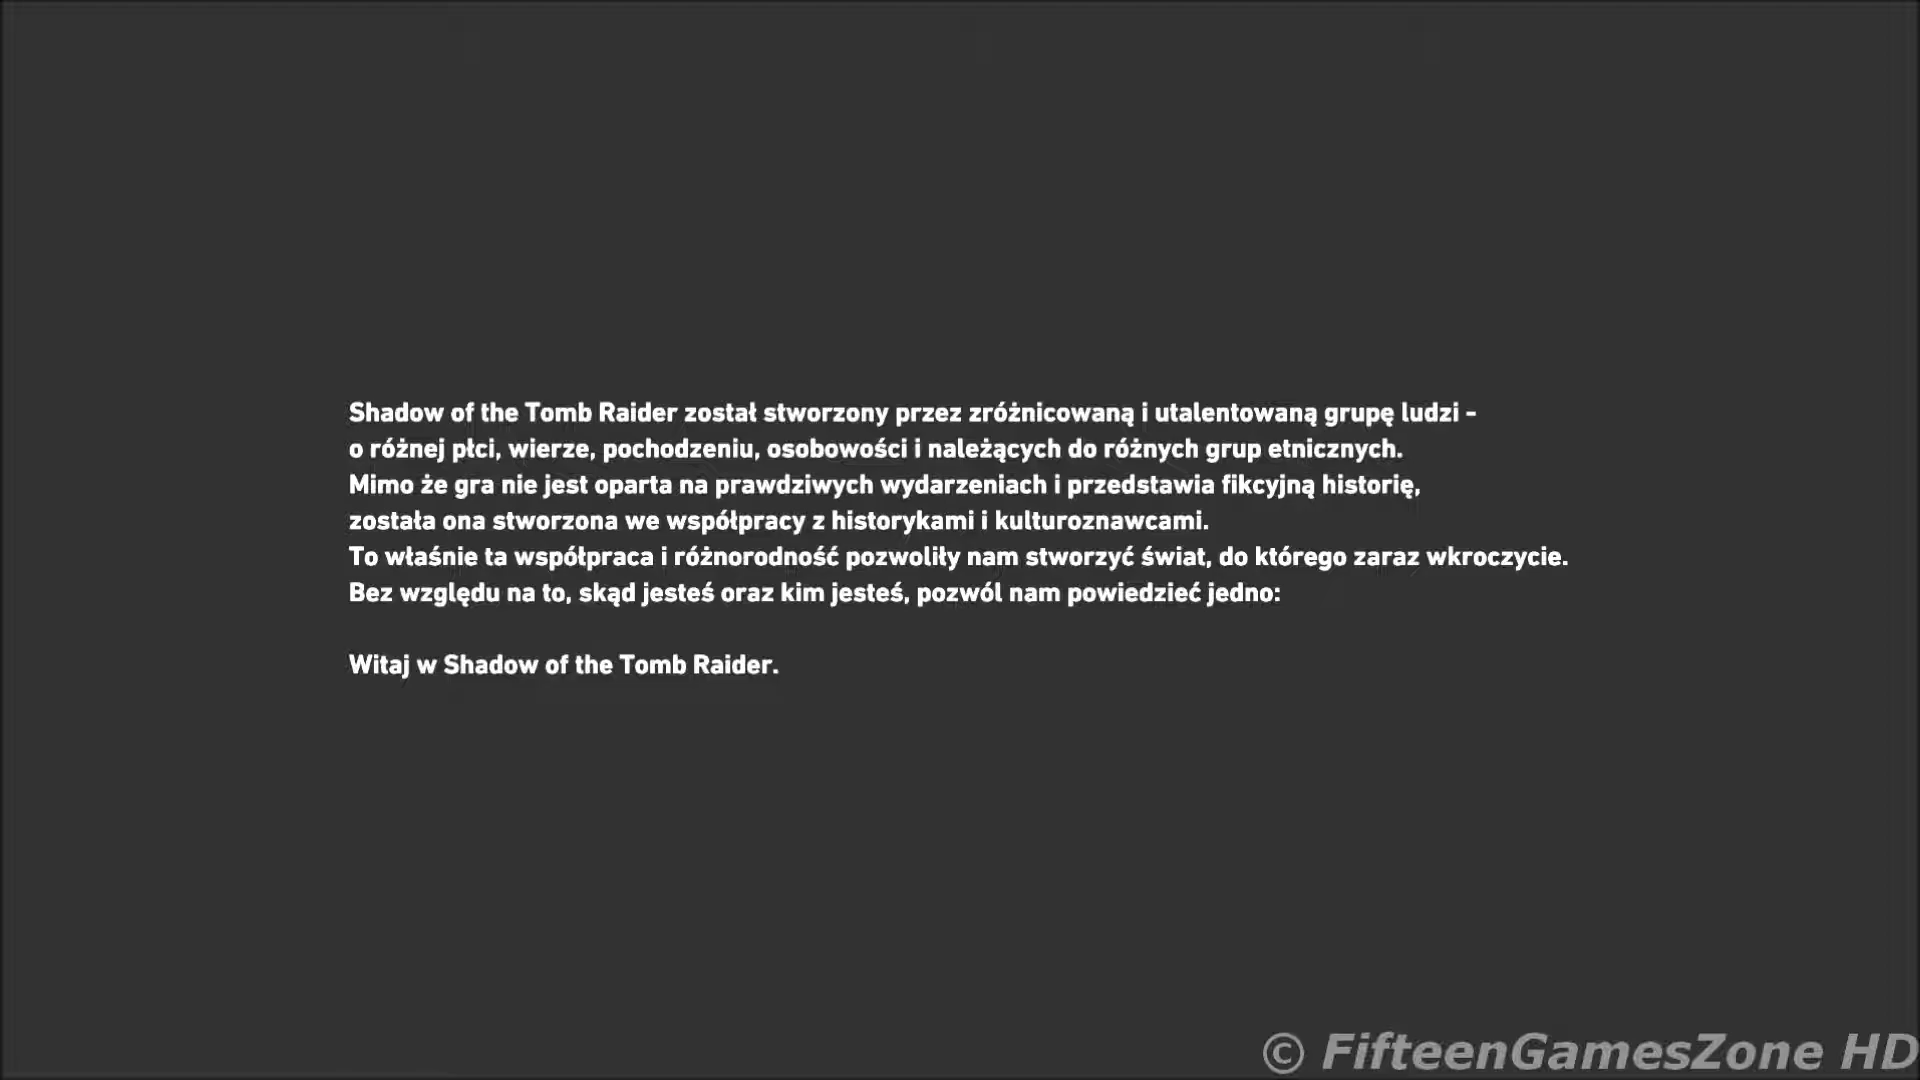 Shadow of the Tomb Raider został stworzony przez zróżnicowaną i utalentowaną grupę ludzi -
o różnej płci, wierze, pochodzeniu, osobowości i należących do różnych grup etnicznych.
Mimo że gra nie jest oparta na prawdziwych wydarzeniach i przedstawia fikcyjną historię,
została ona stworzona we współpracy z historykami i kulturoznawcami.
To właśnie ta współpraca i różnorodność pozwoliły nam stworzyć świat, do którego zaraz wkroczycie.
Bez względu na to, skąd jesteś oraz kim jesteś, pozwól nam powiedzieć jedno:
Witaj w Shadow of the Tomb Raider.
© FifteenGamesZone HD